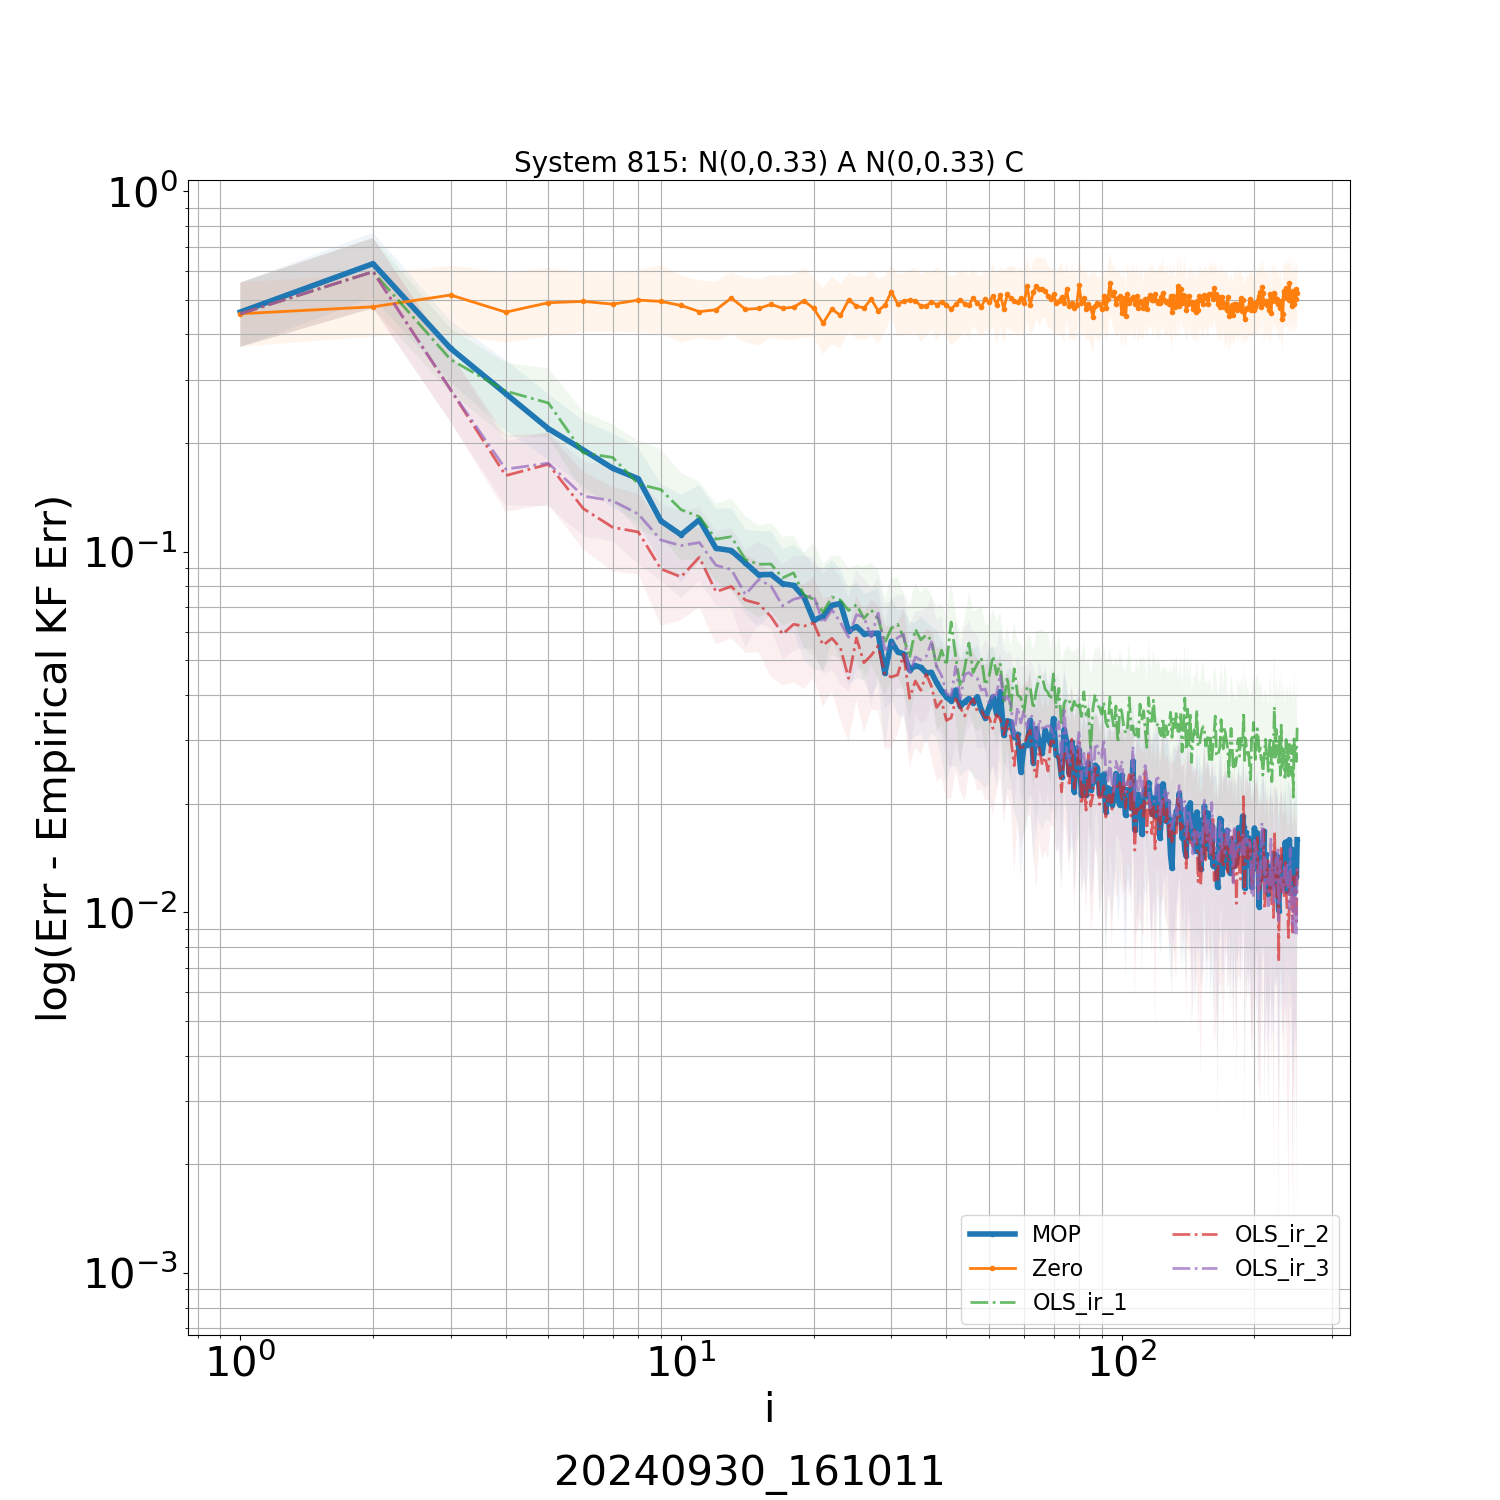 System 815: N(0,0.33) A N(0,0.33) C
log(Err - Empirical KF Err)
10⁰
10⁻¹
10⁻²
10⁻³
MOP
Zero
OLS_ir_1
OLS_ir_2
OLS_ir_3
10⁰
10¹
10²
i
20240930_161011